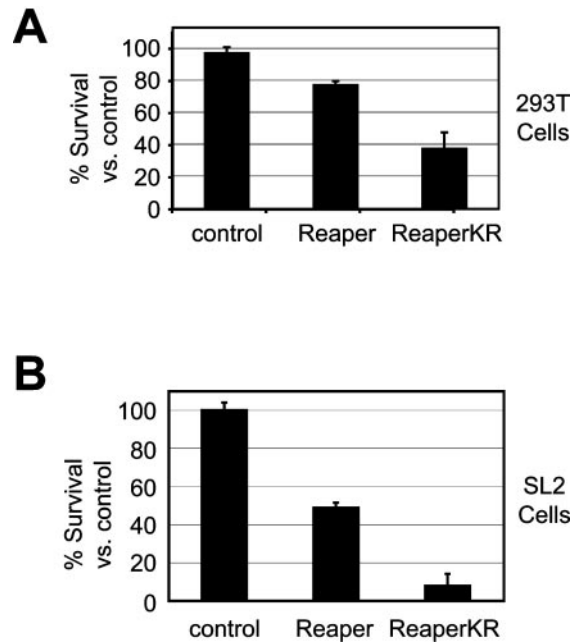 A
% Survival
vs. control
100
80
60
40
20
0
control Reaper ReaperKR
293T
Cells
B
% Survival
vs. control
100
80
60
40
20
0
control Reaper ReaperKR
SL2
Cells